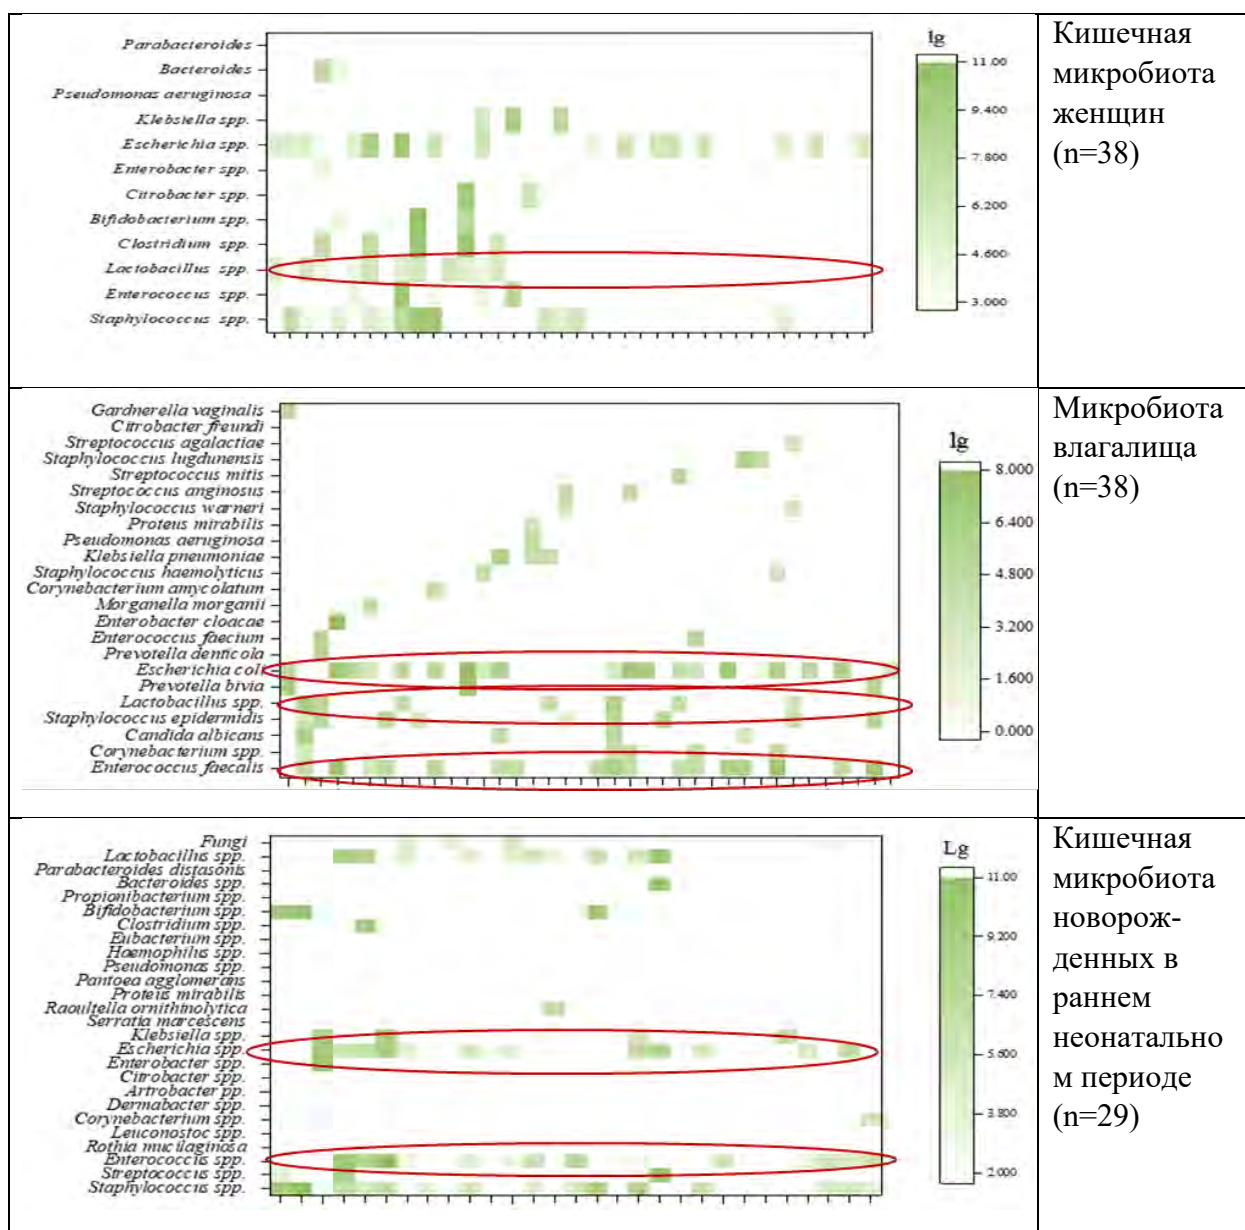 Parabacteroides
Bacteroides
Pseudomonas aeruginosa
Klebsiella spp.
Escherichia spp.
Enterobacter spp.
Citrobacter spp.
Bifidobacterium spp.
Clostridium spp.
Lactobacillus spp.
Enterococcus spp.
Staphylococcus spp.
lg
11.00
9.400
7.800
6.200
4.600
3.000
Кишечная
микробиота
женщин
(n=38)
Gardnerella vaginalis
Citrobacter freundi
Streptococcus agalactiae
Staphylococcus lugdunensis
Streptococcus mitis
Streptococcus anginosus
Staphylococcus warneri
Proteus mirabilis
Pseudomonas aeruginosa
Klebsiella pneumoniae
Staphylococcus haemolyticus
Corynebacterium amycolatum
Morganella morganii
Enterobacter cloacae
Enterococcus faecium
Prevotella denticola
Escherichia coli
Prevotella bivia
Lactobacillus spp.
Staphylococcus epidermidis
Candida albicans
Corynebacterium spp.
Enterococcus faecalis
lg
8.000
6.400
4.800
3.200
1.600
0.000
Микробиота
влагалища
(n=38)
Fungi
Lactobacillus spp.
Parabacteroides distasonis
Bacteroides spp.
Propionibacterium spp.
Bifidobacterium spp.
Clostridium spp.
Eubacterium spp.
Haemophilus spp.
Pseudomonas spp.
Pantoea agglomerans
Proteus mirabilis
Raoultella ornithinolytica
Serratia marcescens
Klebsiella spp.
Escherichia spp.
Enterobacter spp.
Citrobacter spp.
Artrobacter pp.
Dermabacter spp.
Corynebacterium spp.
Leuconostoc spp.
Rothia mucilaginosa
Enterococcus spp.
Streptococcus spp.
Staphylococcus spp.
Lg
11.00
9.200
7.400
5.600
3.800
2.000
Кишечная
микробиота
новорож-
денных в
раннем
неонатально
м периоде
(n=29)